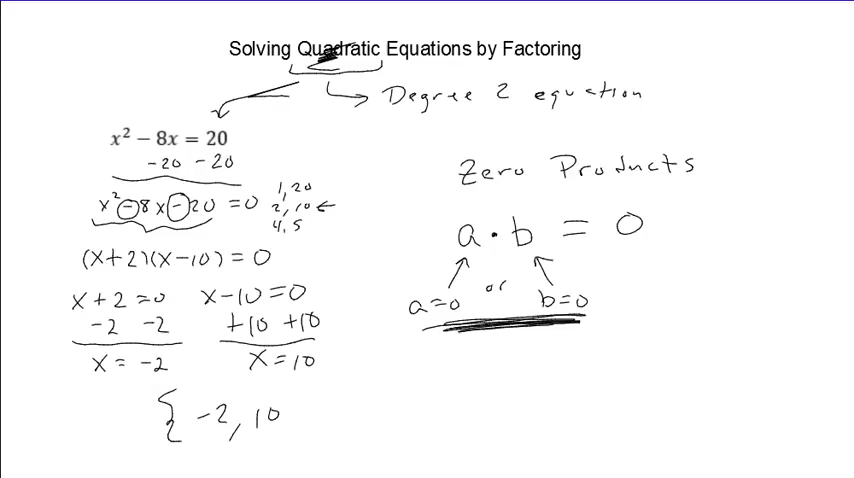 Solving Quadratic Equations by Factoring
Degree 2 equation
x² − 8x = 20
-20 -20
x² - 8x - 20 = 0
1, 20
2, 10 ←
4, 5
(x+2)(x-10) = 0
x+2=0 x-10=0
-2 -2 +10 +10
x = -2 x = 10
{ -2, 10
Zero Products
a · b = 0
a=0 or b=0